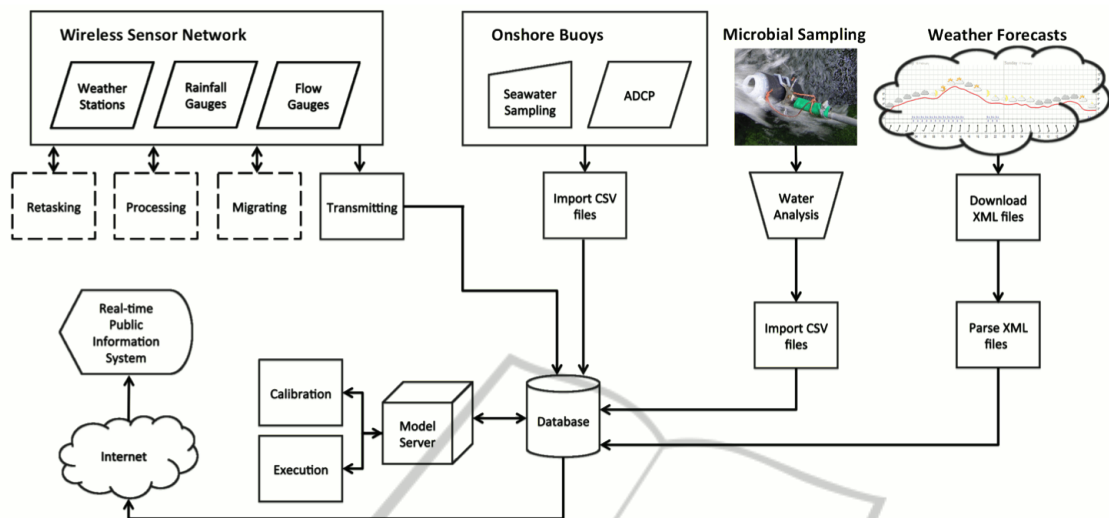 Wireless Sensor Network
Weather
Stations
Rainfall
Gauges
Flow
Gauges
Onshore Buoys
Seawater
Sampling
ADCP
Microbial Sampling
Weather Forecasts
Retasking
Processing
Migrating
Transmitting
Import CSV
files
Water
Analysis
Download
XML files
Real-time
Public
Information
System
Import CSV
files
Parse XML
files
Calibration
Model
Server
Database
Internet
Execution